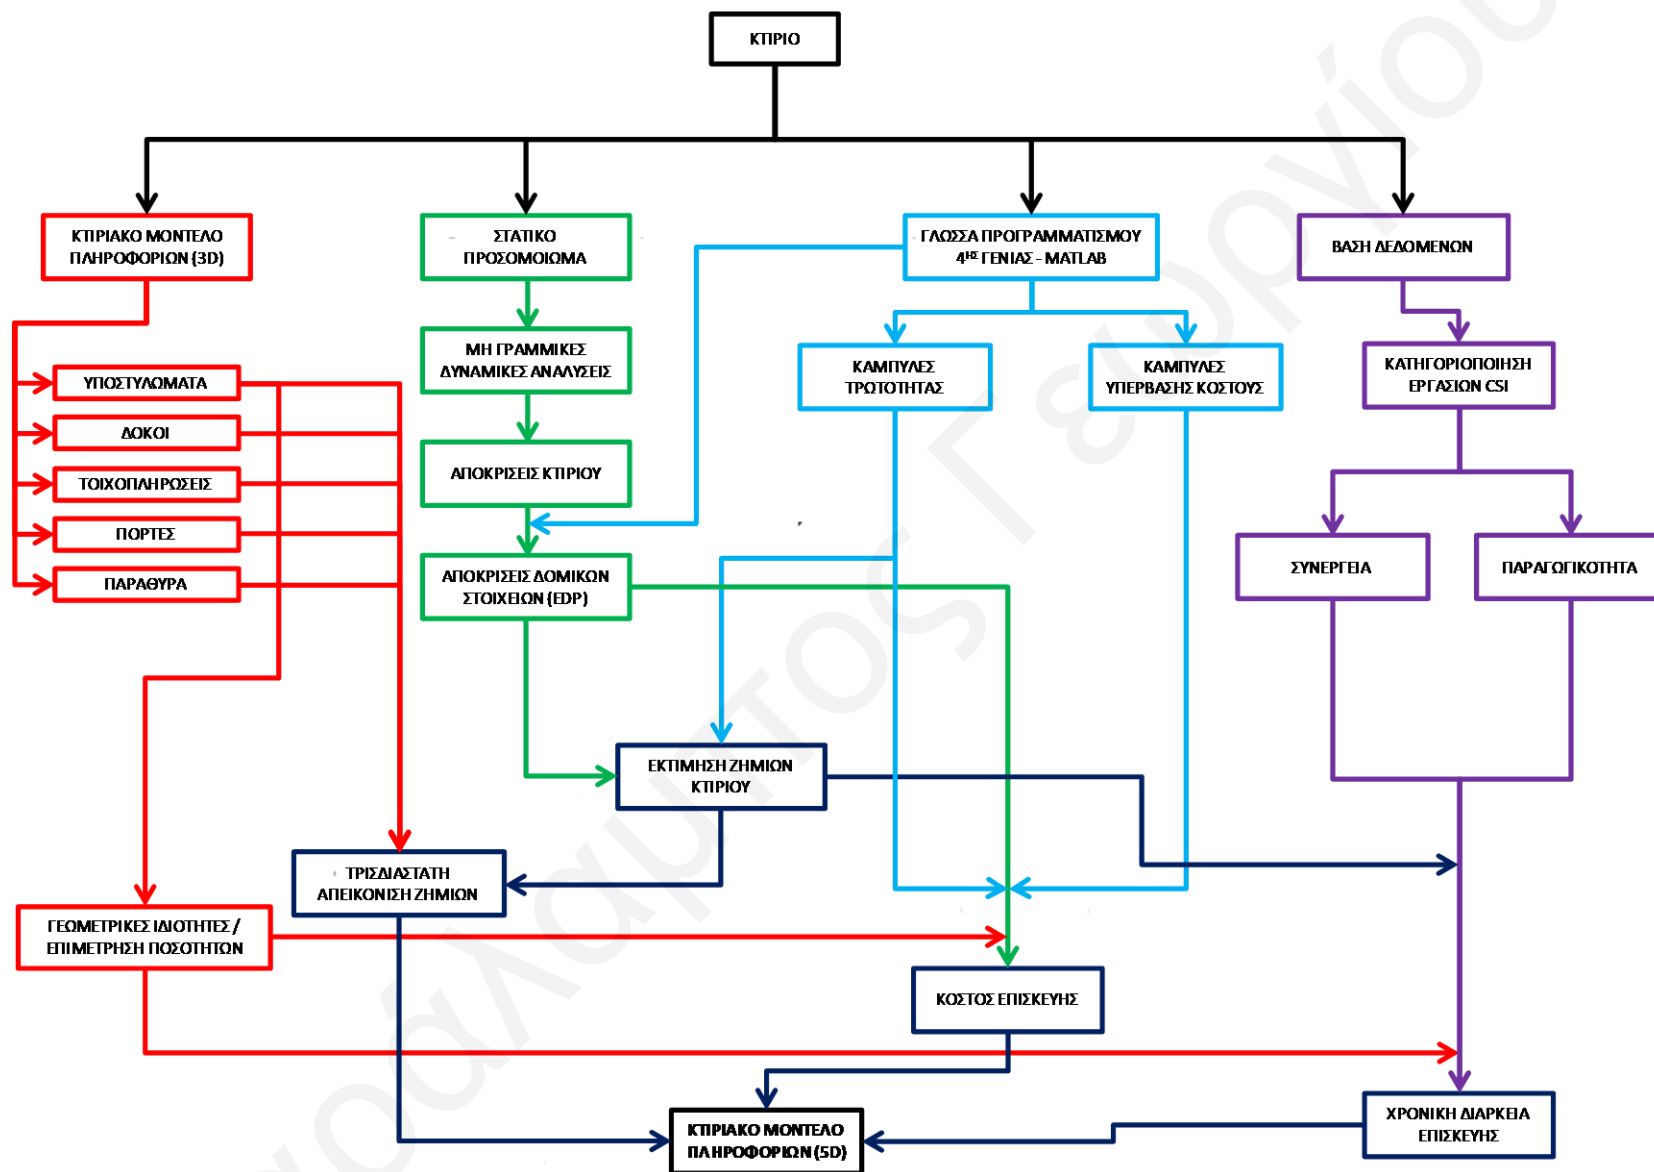 ΚΤΙΡΙΟ
ΚΤΙΡΙΑΚΟ ΜΟΝΤΕΛΟ
ΠΛΗΡΟΦΟΡΙΩΝ (3D)
ΣΤΑΤΙΚΟ
ΠΡΟΣΟΜΟΙΩΜΑ
ΓΛΩΣΣΑ ΠΡΟΓΡΑΜΜΑΤΙΣΜΟΥ
4ΗΣ ΓΕΝΙΑΣ - MATLAB
ΒΑΣΗ ΔΕΔΟΜΕΝΩΝ
ΥΠΟΣΤΥΛΩΜΑΤΑ
ΔΟΚΟΙ
ΤΟΙΧΟΠΛΗΡΩΣΕΙΣ
ΠΟΡΤΕΣ
ΠΑΡΑΘΥΡΑ
ΜΗ ΓΡΑΜΜΙΚΕΣ
ΔΥΝΑΜΙΚΕΣ ΑΝΑΛΥΣΕΙΣ
ΑΠΟΚΡΙΣΕΙΣ ΚΤΙΡΙΟΥ
ΑΠΟΚΡΙΣΕΙΣ ΔΟΜΙΚΩΝ
ΣΤΟΙΧΕΙΩΝ (EDP)
ΚΑΜΠΥΛΕΣ
ΤΡΩΤΟΤΗΤΑΣ
ΚΑΜΠΥΛΕΣ
ΥΠΕΡΒΑΣΗΣ ΚΟΣΤΟΥΣ
ΚΑΤΗΓΟΡΙΟΠΟΙΗΣΗ
ΕΡΓΑΣΙΩΝ CSI
ΣΥΝΕΡΓΕΙΑ
ΠΑΡΑΓΩΓΙΚΟΤΗΤΑ
ΕΚΤΙΜΗΣΗ ΖΗΜΙΩΝ
ΚΤΙΡΙΟΥ
ΤΡΙΣΔΙΑΣΤΑΤΗ
ΑΠΕΙΚΟΝΙΣΗ ΖΗΜΙΩΝ
ΓΕΩΜΕΤΡΙΚΕΣ ΙΔΙΟΤΗΤΕΣ /
ΕΠΙΜΕΤΡΗΣΗ ΠΟΣΟΤΗΤΩΝ
ΚΟΣΤΟΣ ΕΠΙΣΚΕΥΗΣ
ΧΡΟΝΙΚΗ ΔΙΑΡΚΕΙΑ
ΕΠΙΣΚΕΥΗΣ
ΚΤΙΡΙΑΚΟ ΜΟΝΤΕΛΟ
ΠΛΗΡΟΦΟΡΙΩΝ (5D)
ράλαμπος Γεωργίου